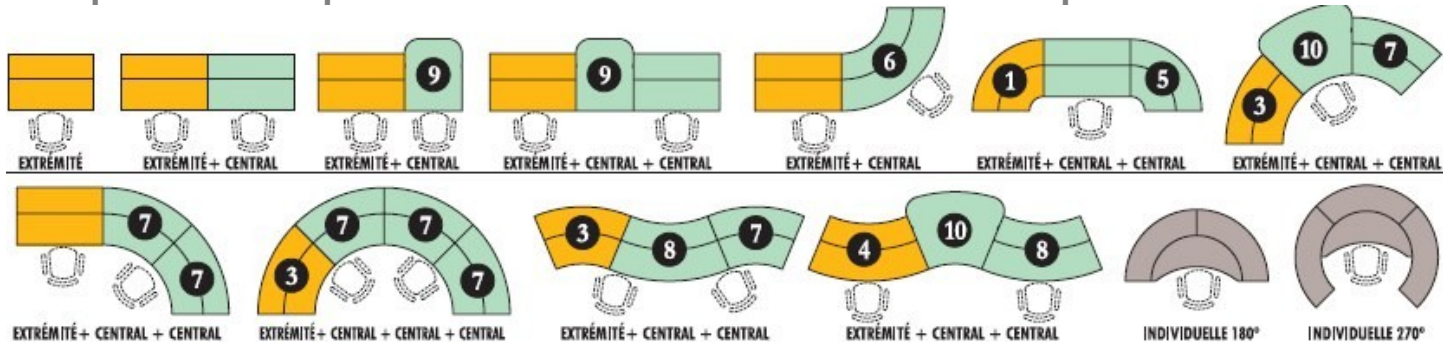 9
9
6
1
5
10
7
3
EXTRÉMITÉ
EXTRÉMITÉ + CENTRAL
EXTRÉMITÉ + CENTRAL
EXTRÉMITÉ + CENTRAL + CENTRAL
EXTRÉMITÉ + CENTRAL
EXTRÉMITÉ + CENTRAL + CENTRAL
EXTRÉMITÉ + CENTRAL + CENTRAL
7
7
7
7
3
7
3
8
7
4
10
8
EXTRÉMITÉ + CENTRAL + CENTRAL
EXTRÉMITÉ + CENTRAL + CENTRAL + CENTRAL
EXTRÉMITÉ + CENTRAL + CENTRAL
EXTRÉMITÉ + CENTRAL + CENTRAL
INDIVIDUELLE 180°
INDIVIDUELLE 270°